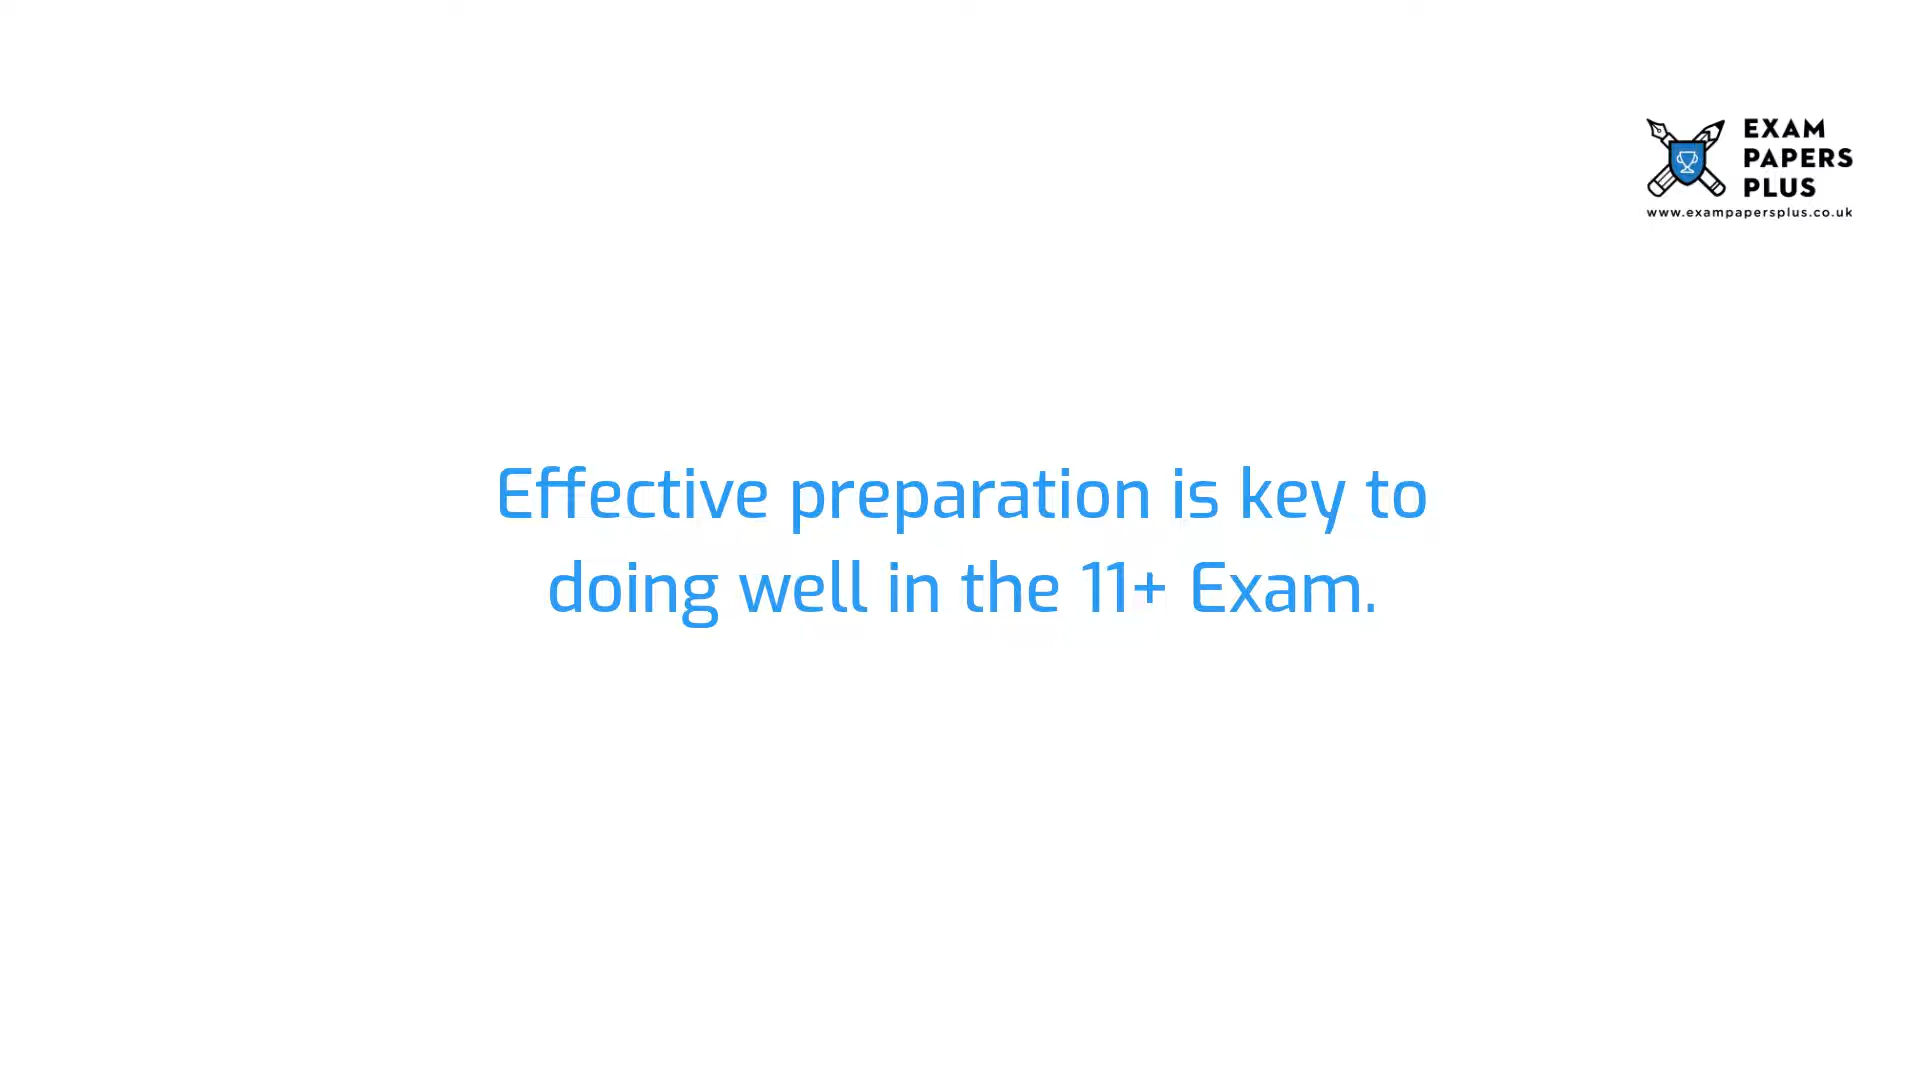 EXAM
PAPERS
PLUS
www.exampapersplus.co.uk
Effective preparation is key to
doing well in the 11+ Exam.